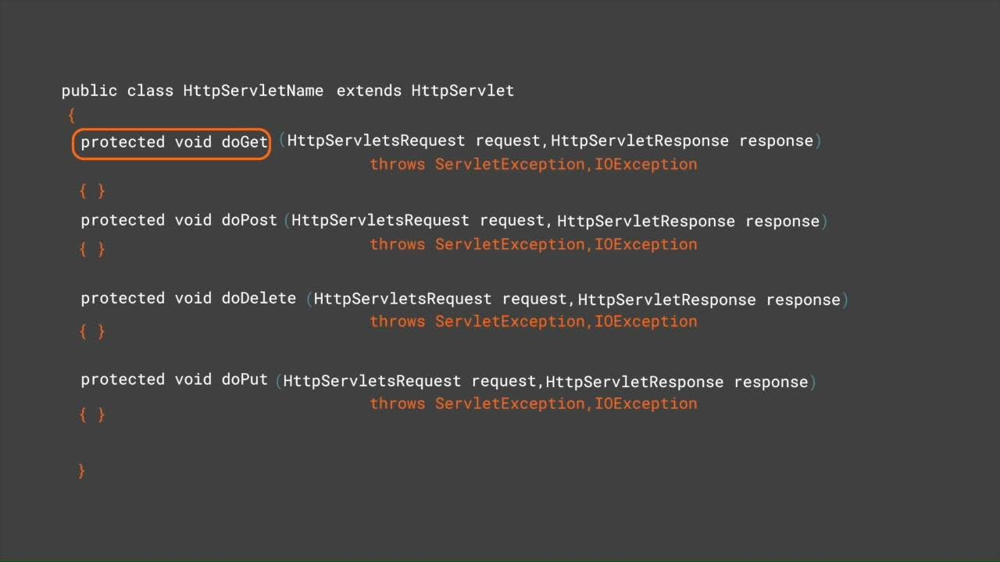 public class HttpServletName extends HttpServlet
{
protected void doGet (HttpServletsRequest request,HttpServletResponse response)
throws ServletException,IOException
{ }
protected void doPost (HttpServletsRequest request,HttpServletResponse response)
throws ServletException,IOException
{ }
protected void doDelete (HttpServletsRequest request,HttpServletResponse response)
throws ServletException,IOException
{ }
protected void doPut (HttpServletsRequest request,HttpServletResponse response)
throws ServletException,IOException
{ }
}